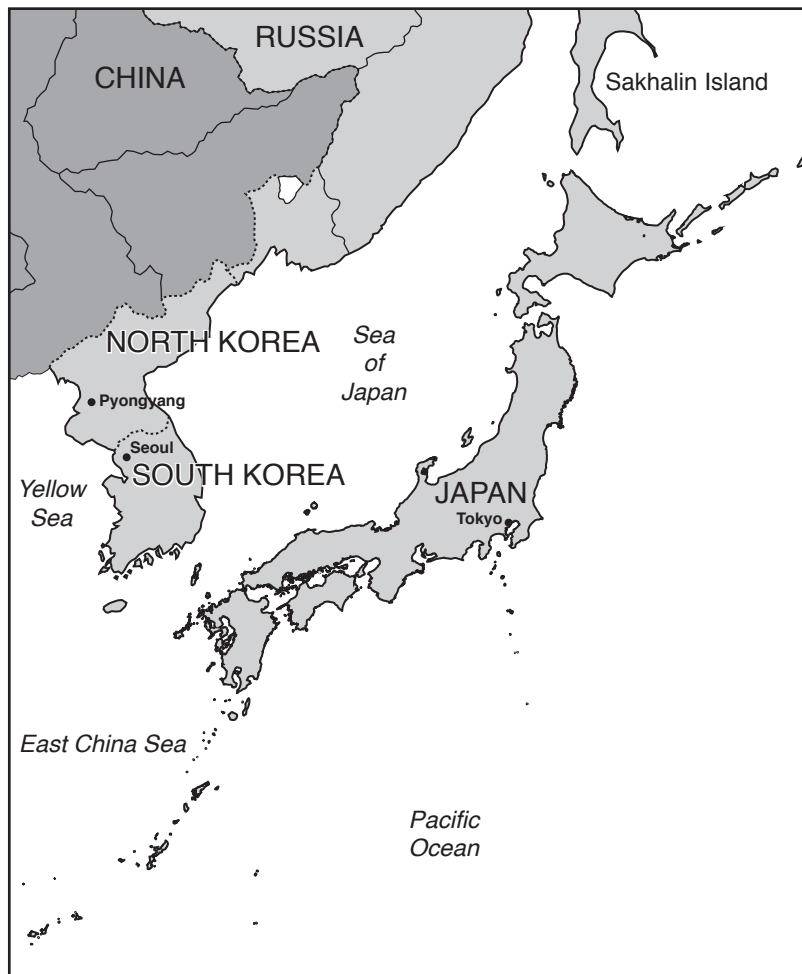 RUSSIA
CHINA
Sakhalin Island
NORTH KOREA
Sea
of
Japan
Pyongyang
Seoul
SOUTH KOREA
Yellow
Sea
JAPAN
Tokyo
East China Sea
Pacific
Ocean